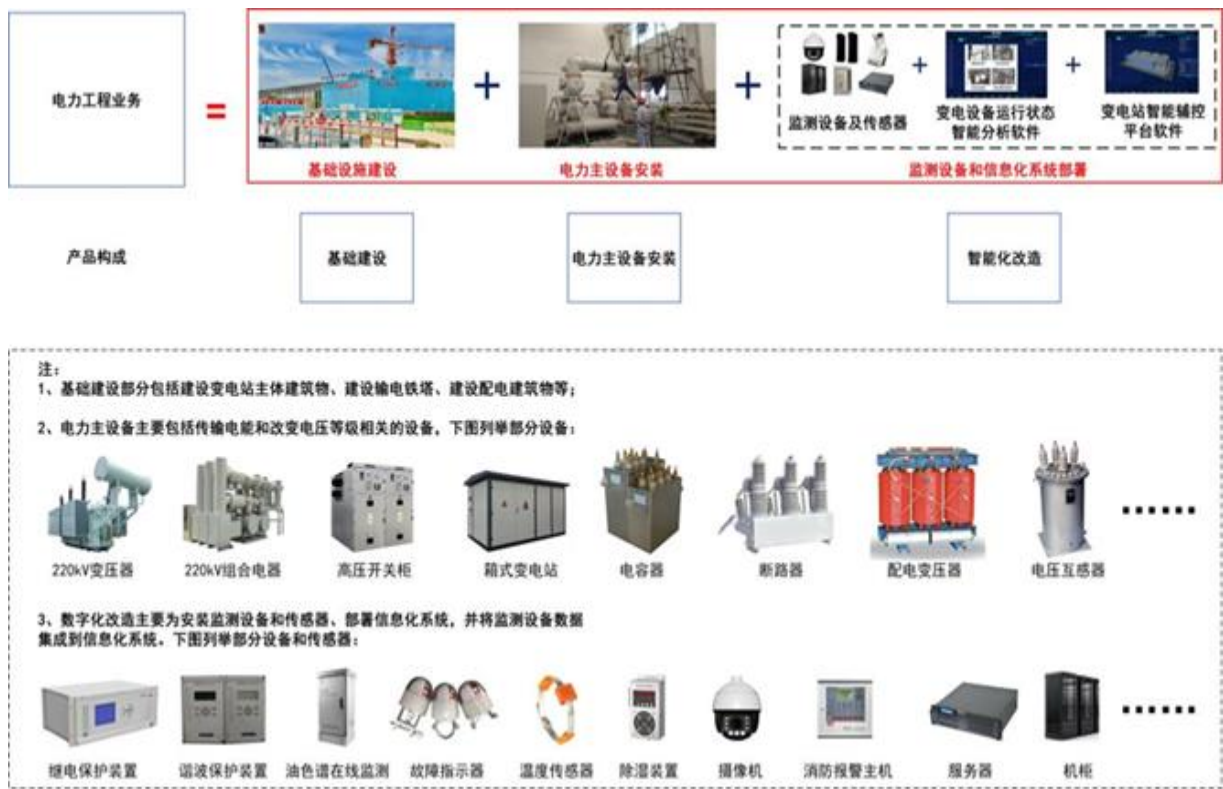 电力工程业务
=
+
+
+
+
监测设备及传感器
变电设备运行状态
智能分析软件
变电站智能辅控
平台软件
基础设施建设
电力主设备安装
监测设备和信息化系统部署
产品构成
基础建设
电力主设备安装
智能化改造
注：
1、基础建设部分包括建设变电站主体建筑物、建设输电铁塔、建设配电建筑物等；
2、电力主设备主要包括传输电能和改变电压等级相关的设备，下图列举部分设备：
220kV变压器
220kV组合电器
高压开关柜
箱式变电站
电容器
断路器
配电变压器
电压互感器
......
3、数字化改造主要为安装监测设备和传感器、部署信息化系统，并将监测设备数据
集成到信息化系统。下图列举部分设备和传感器：
继电保护装置
谐波保护装置
油色谱在线监测
故障指示器
温度传感器
除湿装置
摄像机
消防报警主机
服务器
机柜
......